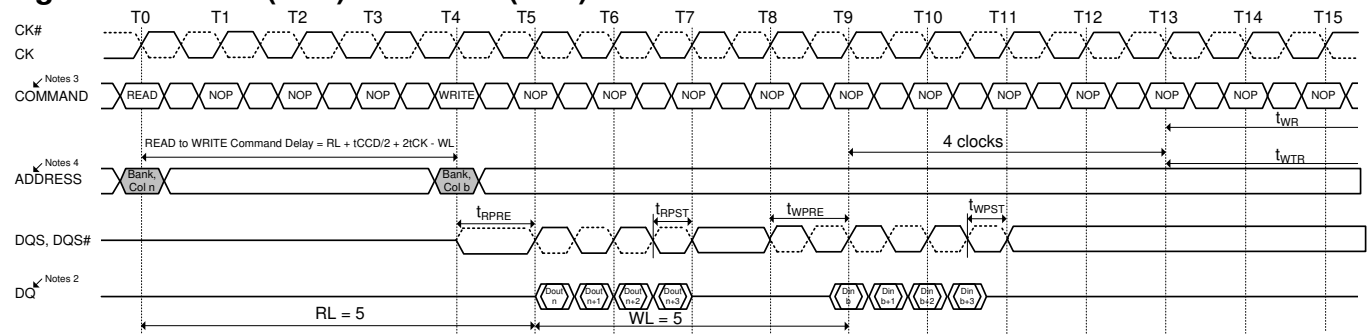 T0 T1 T2 T3 T4 T5 T6 T7 T8 T9 T10 T11 T12 T13 T14 T15
CK#
CK
Notes 3
COMMAND READ NOP NOP NOP WRITE NOP NOP NOP NOP NOP NOP NOP NOP NOP NOP NOP
tWR
READ to WRITE Command Delay = RL + tCCD/2 + 2tCK - WL
4 clocks
tWTR
Notes 4
ADDRESS
Bank, Col n
Bank, Col b
tRPRE tRPST tWPRE tWPST
DQS, DQS#
Notes 2
DQ
Dout n
Dout n+1
Dout n+2
Dout n+3
Din b
Din b+1
Din b+2
Din b+3
RL = 5 WL = 5